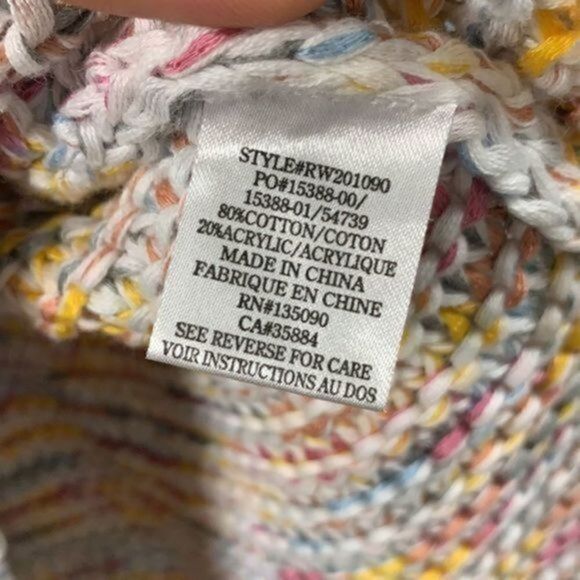 STYLE#RW201090
PO#15388-00/
15388-01/54739
80%COTTON/COTON
20%ACRYLIC/ACRYLIQUE
MADE IN CHINA
FABRIQUE EN CHINE
RN#135090
CA#35884
SEE REVERSE FOR CARE
VOIR INSTRUCTIONS AU DOS